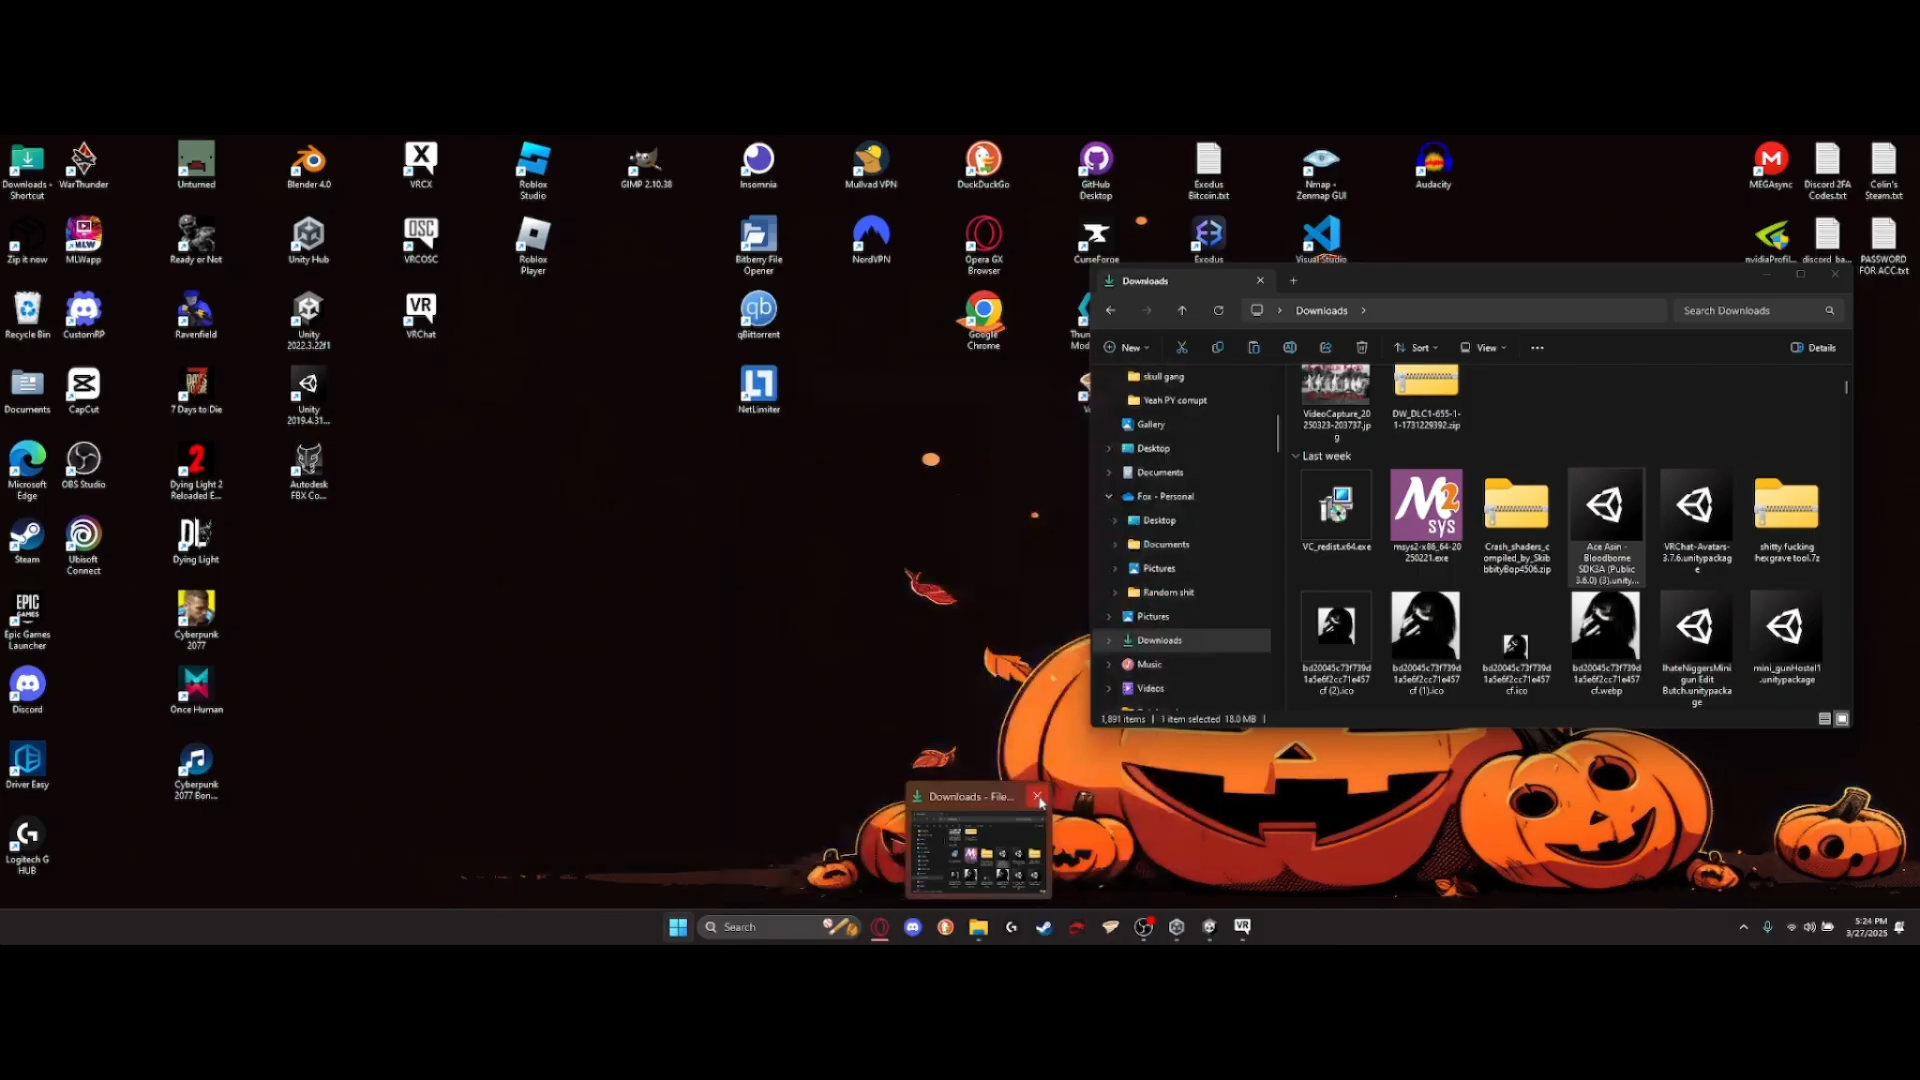 Downloads -
Shortcut
WarThunder
Unturned
Blender 4.0
VRCX
Roblox
Studio
GIMP 2.10.38
Insomnia
Mullvad VPN
DuckDuckGo
GitHub
Desktop
Exodus
Bitcoin.txt
Nmap -
Zenmap GUI
Audacity
MEGAsync
Discord 2FA
Codes.txt
Colin's
Steam.txt
Zip it now
MLWapp
Ready or Not
Unity Hub
VRCOSC
Roblox
Player
Bitberry File
Opener
NordVPN
Opera GX
Browser
CurseForge
Exodus
Visual Studio
nvidiaProfil...
discord_ba...
PASSWORD
FOR ACC.txt
Recycle Bin
CustomRP
Ravenfield
Unity
2022.3.22f1
VRChat
qBittorrent
Google
Chrome
Documents
CapCut
7 Days to Die
Unity
2019.4.31...
NetLimiter
Microsoft
Edge
OBS Studio
Dying Light 2
Reloaded E...
Autodesk
FBX Co...
Steam
Ubisoft
Connect
Dying Light
Epic Games
Launcher
Cyberpunk
2077
Discord
Once Human
Driver Easy
Cyberpunk
2077 Bon...
Logitech G
HUB
Downloads
Downloads
Search Downloads
New
Sort
View
Details
skull gang
Yeah PY corrupt
Gallery
Desktop
Documents
Fox - Personal
Desktop
Documents
Pictures
Random shit
Pictures
Downloads
Music
Videos
VideoCapture_20
250323-203737.jp
g
DW_DLC1-655-1-
1-1731229392.zip
Last week
VC_redist.x64.exe
msys2-x86_64-20
250221.exe
Crash_shaders_c
ompiled_by_Skib
bbityBop4506.zip
Ace Asin -
Bloodborne
SDK3A (Public
3.6.0) (3).unity...
VRChat-Avatars-
3.7.6.unitypackag
e
shitty fucking
hexgrave tool.7z
bd20045c73f739d
1a5e6f2cc71e457
cf (2).ico
bd20045c73f739d
1a5e6f2cc71e457
cf (1).ico
bd20045c73f739d
1a5e6f2cc71e457
cf.ico
bd20045c73f739d
1a5e6f2cc71e457
cf.webp
IhateNiggersMini
gun Edit
Butch.unitypacka
ge
mini_gunHostel1
.unitypackage
1,891 items
1 item selected 18.0 MB
Downloads - File...
Search
5:24 PM
3/27/2025